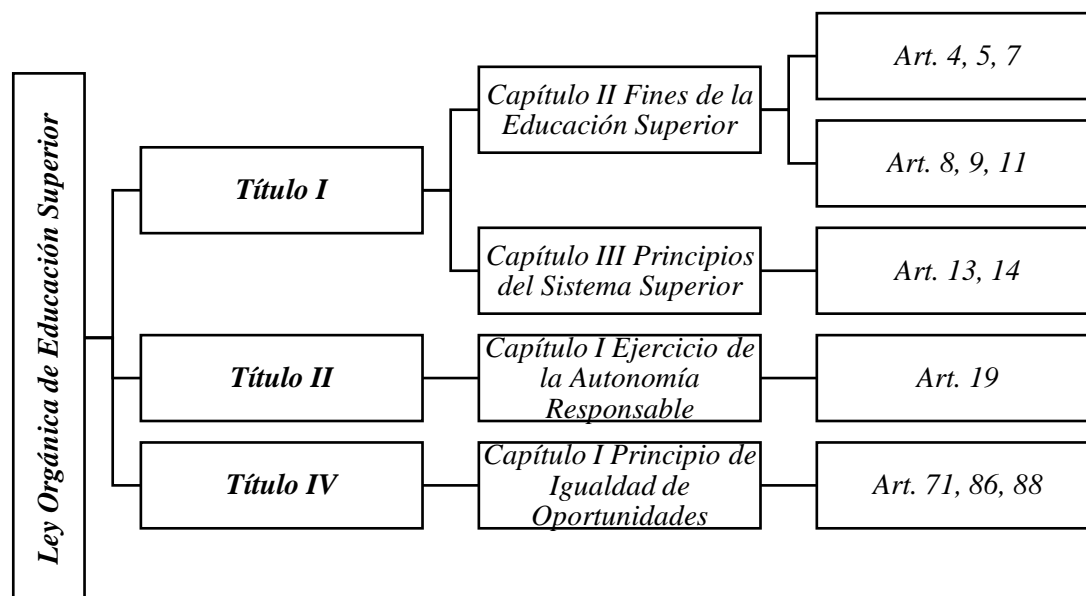 Ley Orgánica de Educación Superior
Título I
Capítulo II Fines de la
Educación Superior
Art. 4, 5, 7
Art. 8, 9, 11
Capítulo III Principios
del Sistema Superior
Art. 13, 14
Título II
Capítulo I Ejercicio de
la Autonomía
Responsable
Art. 19
Título IV
Capítulo I Principio de
Igualdad de
Oportunidades
Art. 71, 86, 88